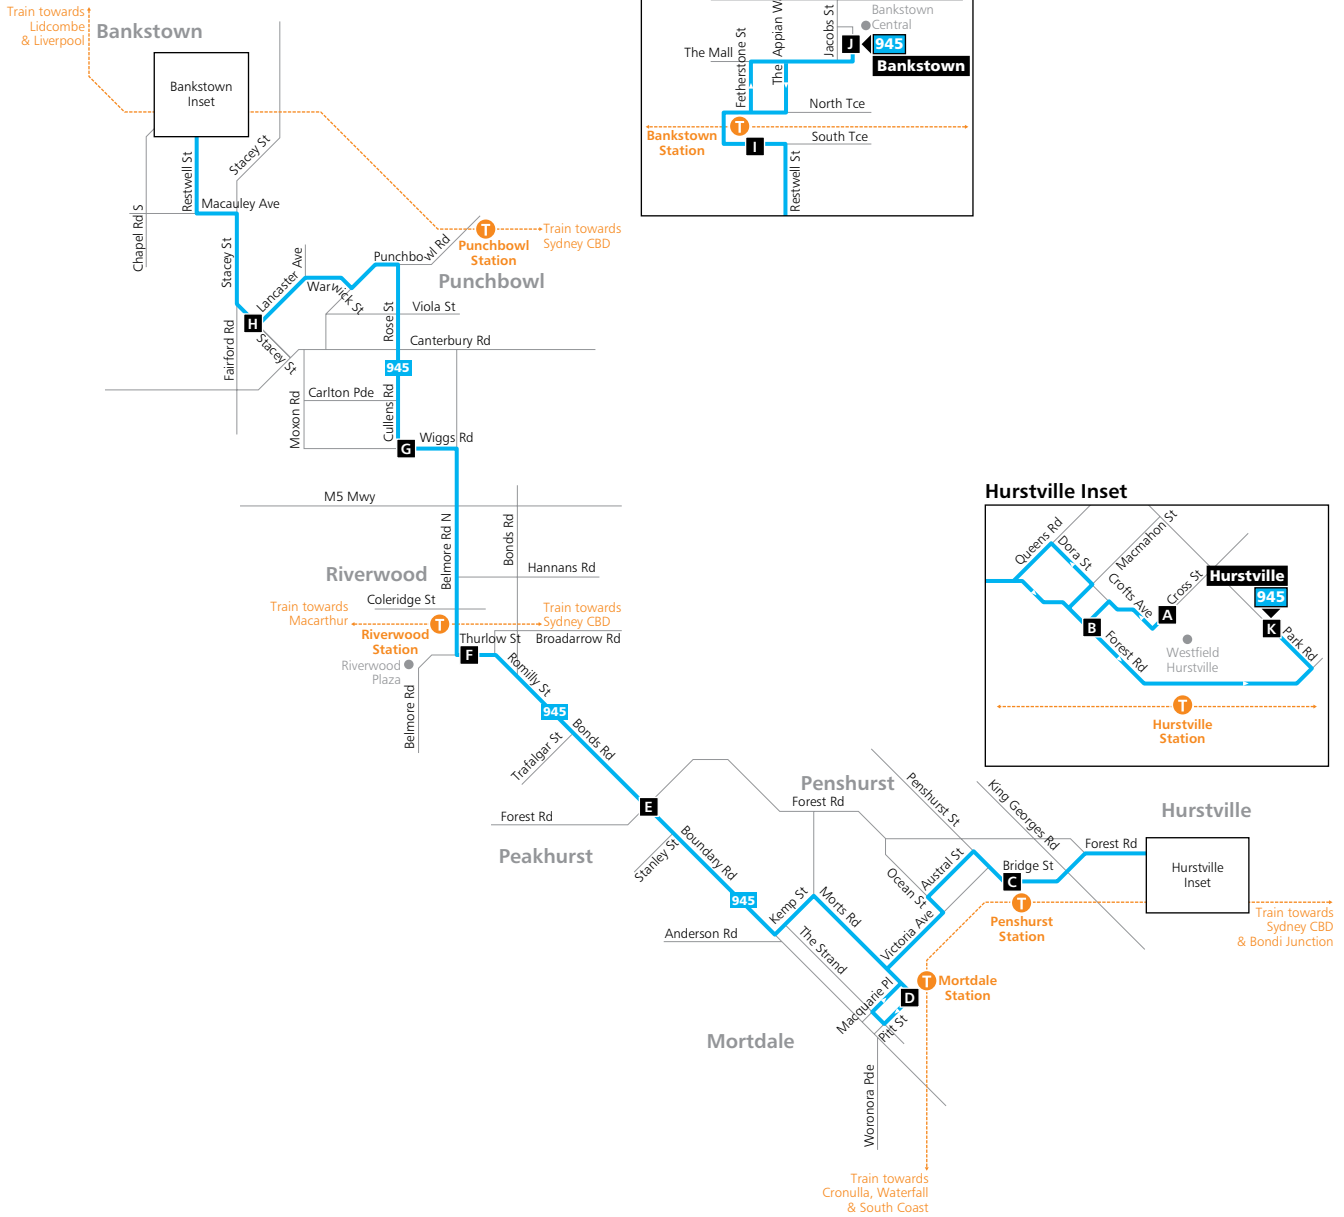 Train towards
Lidcombe
& Liverpool
Bankstown
Bankstown
Inset
Stacey St
Restwell St
Macauley Ave
Chapel Rd S
Stacey St
Lancaster Ave
Warwick St
Punchbowl Rd
T
Punchbowl
Station
Train towards
Sydney CBD
Punchbowl
H
Stacey St
Fairford Rd
Rose St
Viola St
Canterbury Rd
945
Carlton Pde
Moxon Rd
Cullens Rd
G
Wiggs Rd
M5 Mwy
Belmore Rd N
Bonds Rd
Riverwood
Hannans Rd
Coleridge St
Train towards
Macarthur
T
Riverwood
Station
Train towards
Sydney CBD
Thurlow St
Broadarrow Rd
F
Riverwood
Plaza
Belmore Rd
Romilly St
945
Bonds Rd
Trafalgar St
E
Forest Rd
Peakhurst
Stanley St
Boundary Rd
945
Anderson Rd
Kemp St
The Strand
Morts Rd
Penshurst
Forest Rd
Penshurst St
King Georges Rd
Hurstville
Forest Rd
Bridge St
C
Austral St
Ocean St
Victoria Ave
T
Penshurst
Station
Hurstville
Inset
Train towards
Sydney CBD
& Bondi Junction
T
Mortdale
Station
D
Macquarie Pl
Pitt St
Mortdale
Woronora Pde
Train towards
Cronulla, Waterfall
& South Coast
Bankstown
Central
Jacobs St
J
945
Bankstown
The Mall
Fetherstone St
The Appian W
North Tce
T
Bankstown
Station
South Tce
I
Restwell St
Hurstville Inset
Queens Rd
Dora St
Macmahon St
Crofts Ave
Cross St
Hurstville
945
A
B
K
Park Rd
Forest Rd
Westfield
Hurstville
T
Hurstville
Station